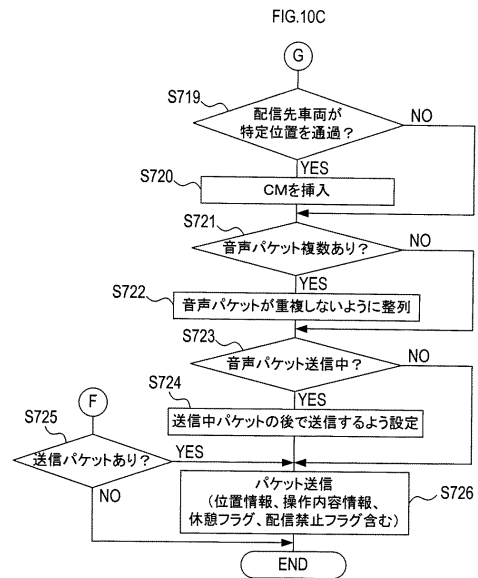 FIG.10C
G
S719
配信先車両が
特定位置を通過？
NO
YES
S720
CMを挿入
S721
音声パケット複数あり？
NO
YES
S722
音声パケットが重複しないように整列
S723
音声パケット送信中？
NO
YES
S724
送信中パケットの後で送信するよう設定
F
S725
送信パケットあり？
YES
NO
パケット送信
（位置情報、操作内容情報、
休憩フラグ、配信禁止フラグ含む）
S726
END